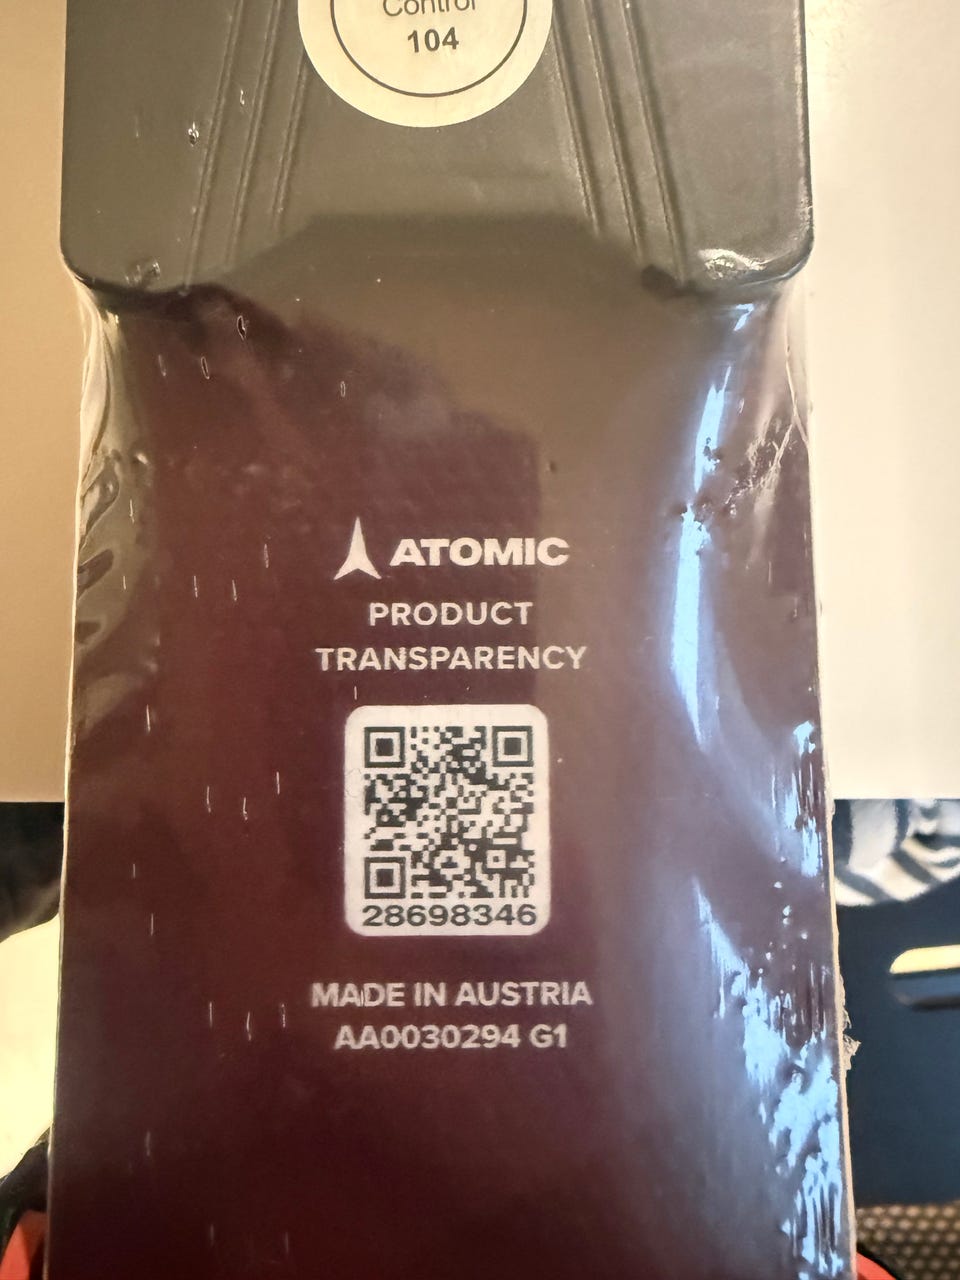 Control
104
ATOMIC
PRODUCT
TRANSPARENCY
28698346
MADE IN AUSTRIA
AA0030294 G1